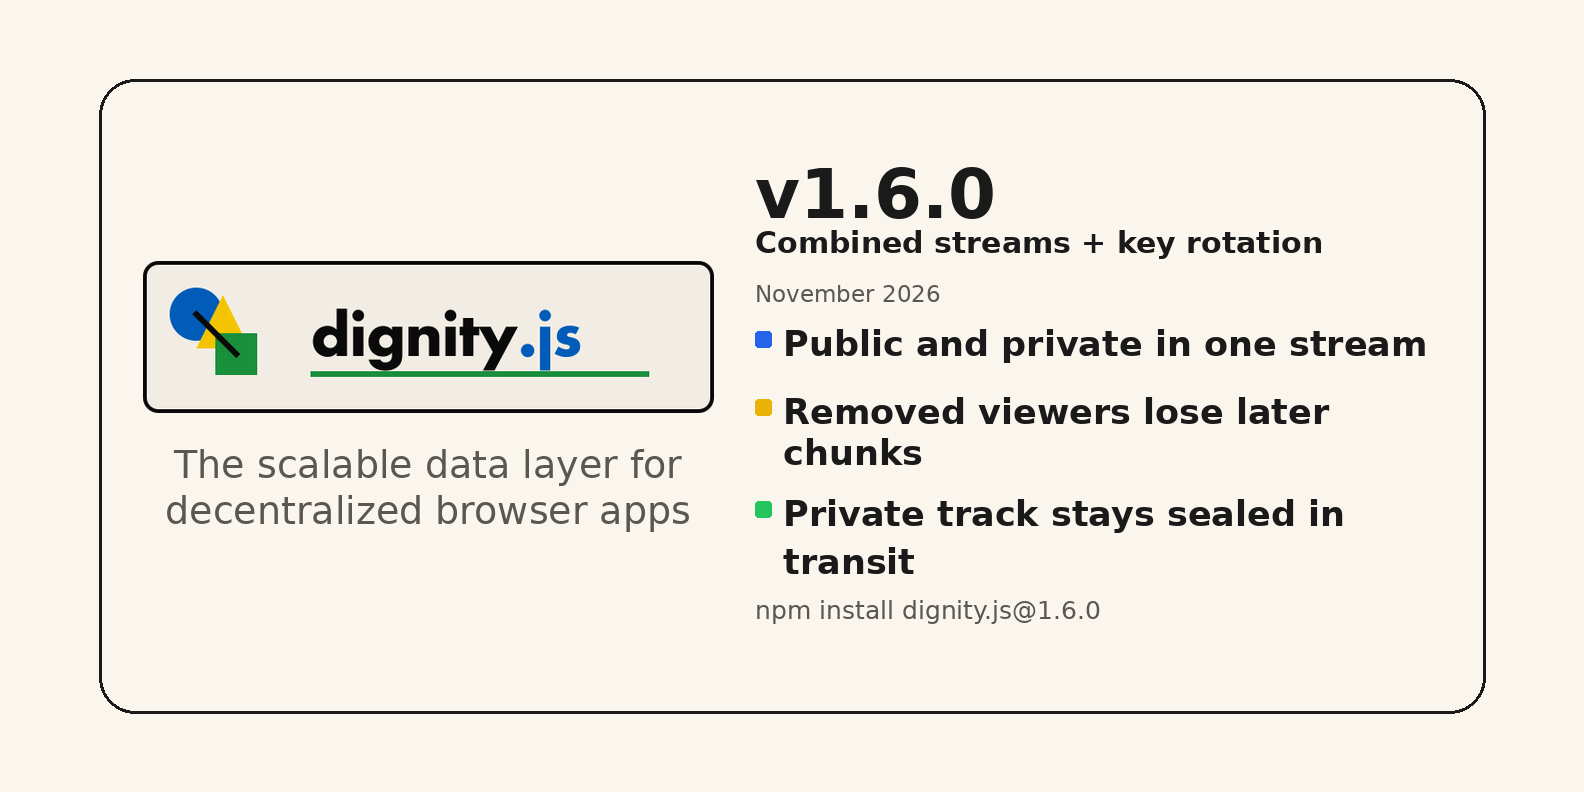 dignity.js
The scalable data layer for
decentralized browser apps
v1.6.0
Combined streams + key rotation
November 2026
Public and private in one stream
Removed viewers lose later
chunks
Private track stays sealed in
transit
npm install dignity.js@1.6.0